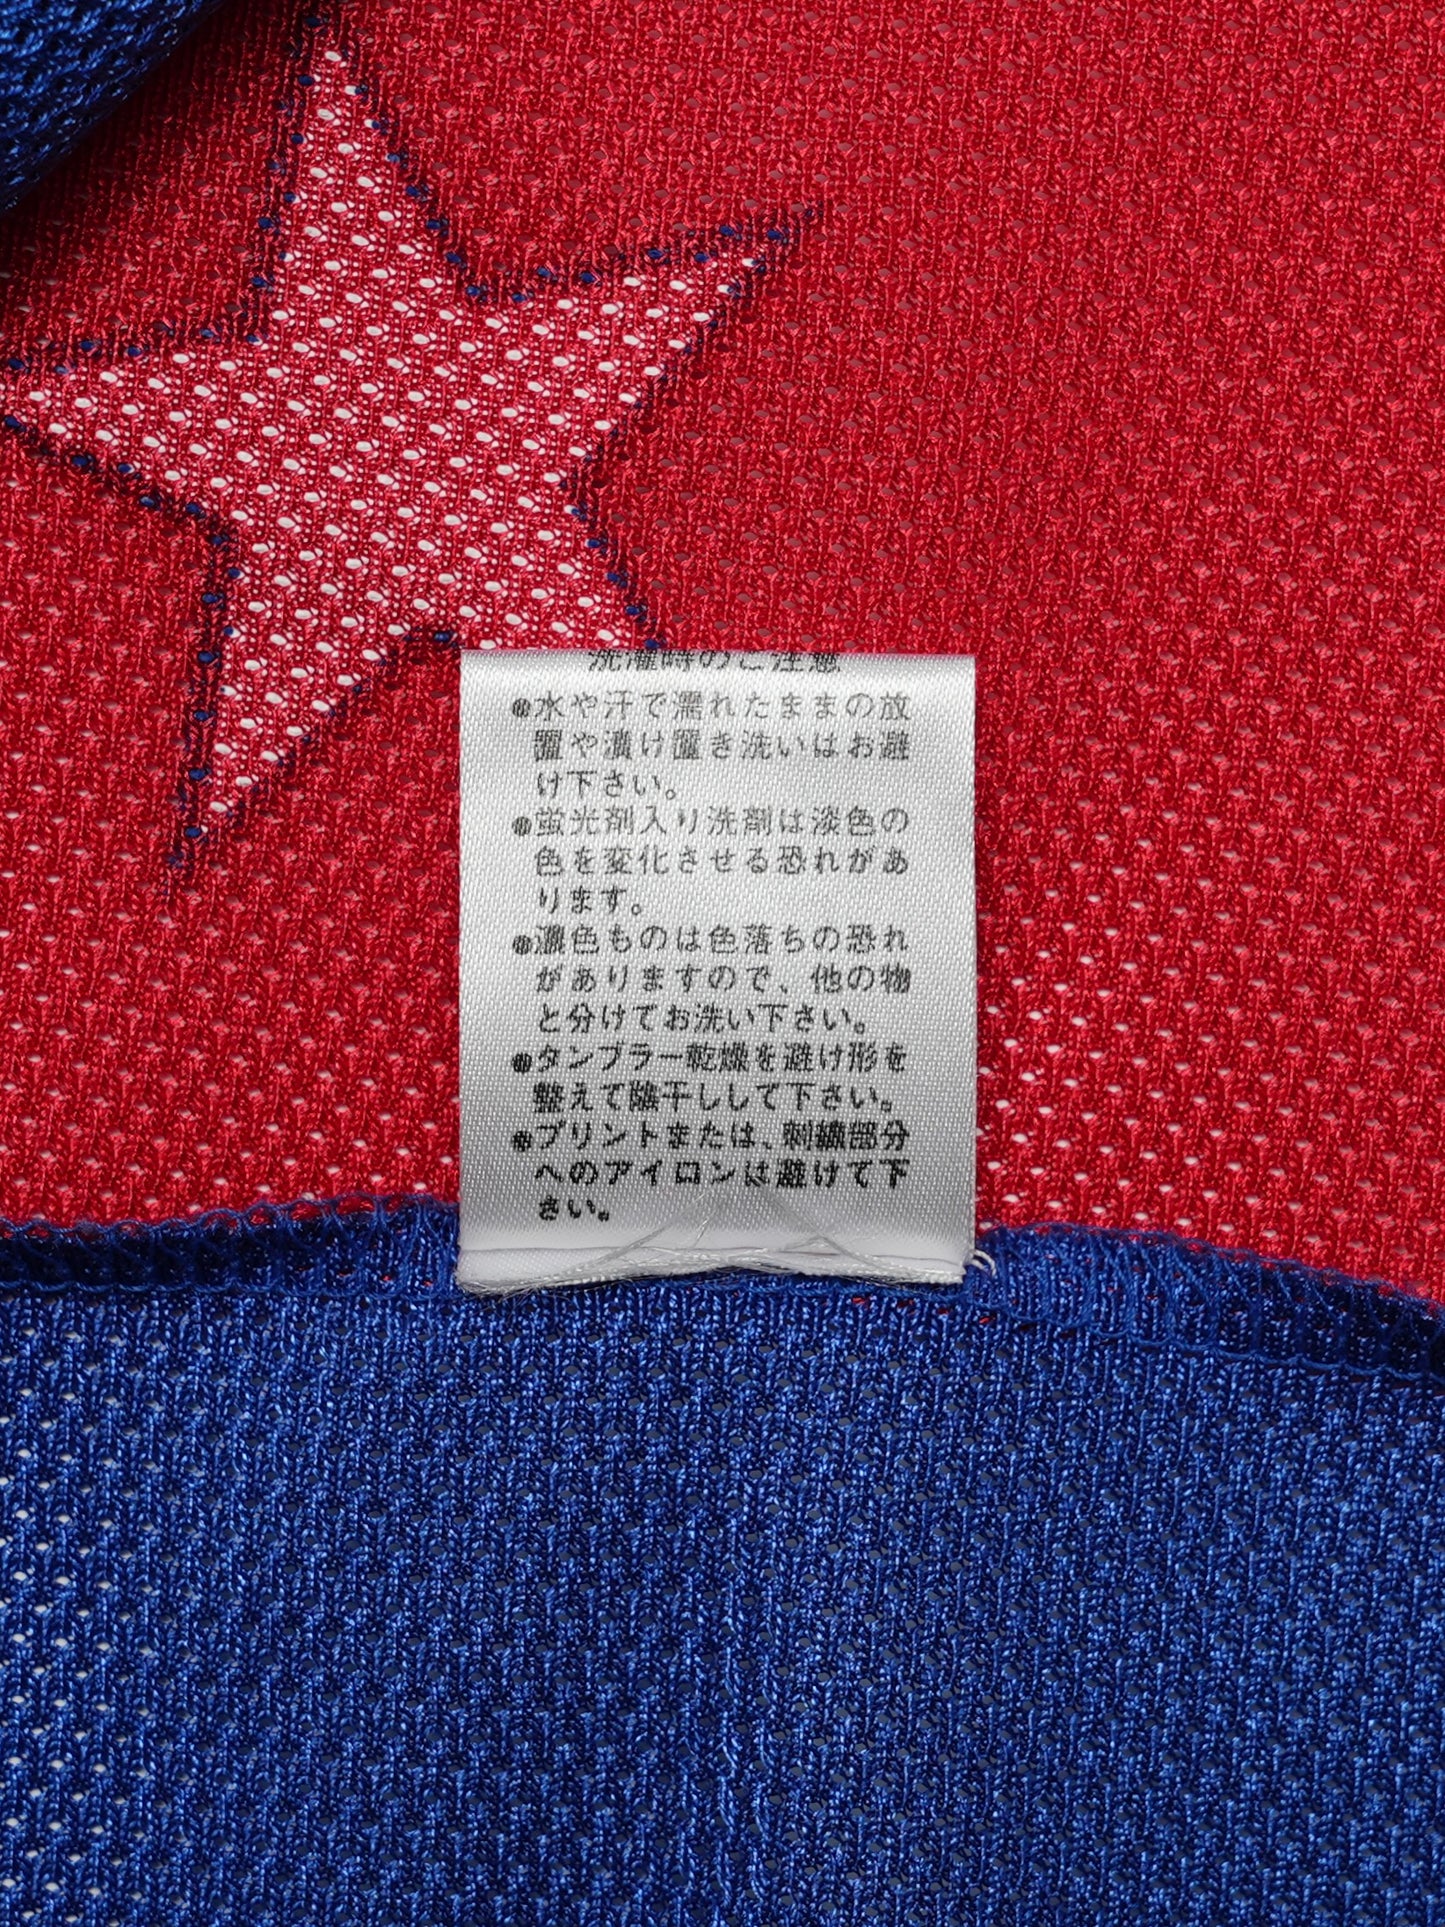 洗濯時のご注意
●水や汗で濡れたままの放
置や漬け置き洗いはお避
け下さい。
●蛍光剤入り洗剤は淡色の
色を変化させる恐れがあ
ります。
●濃色ものは色落ちの恐れ
がありますので、他の物
と分けてお洗い下さい。
●タンブラー乾燥を避け形を
整えて陰干しして下さい。
●プリントまたは、刺繍部分
へのアイロンは避けて下
さい。